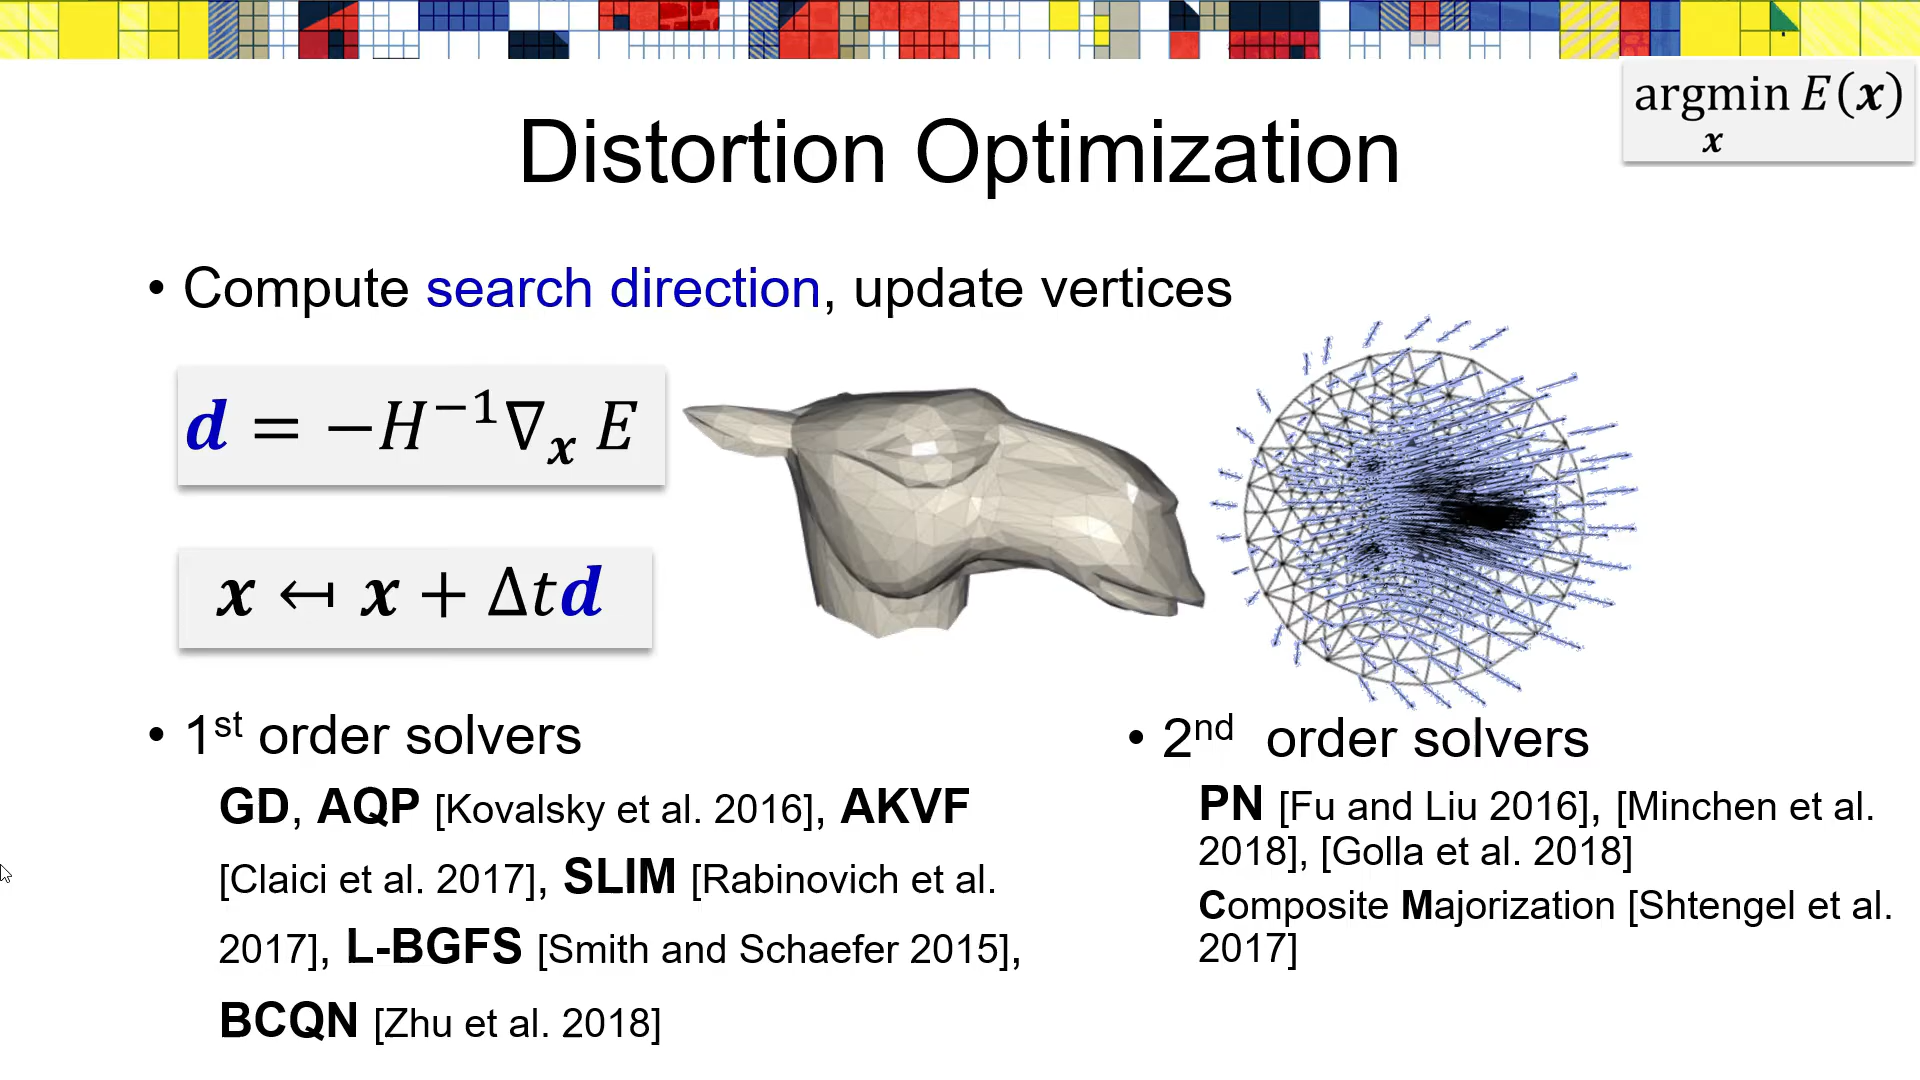 argmin E(x)
x
Distortion Optimization
• Compute search direction, update vertices
d = −H⁻¹∇ₓ E
x ↤ x + Δtd
• 1st order solvers
GD, AQP [Kovalsky et al. 2016], AKVF
[Claici et al. 2017], SLIM [Rabinovich et al.
2017], L-BGFS [Smith and Schaefer 2015],
BCQN [Zhu et al. 2018]
• 2nd order solvers
PN [Fu and Liu 2016], [Minchen et al.
2018], [Golla et al. 2018]
Composite Majorization [Shtengel et al.
2017]